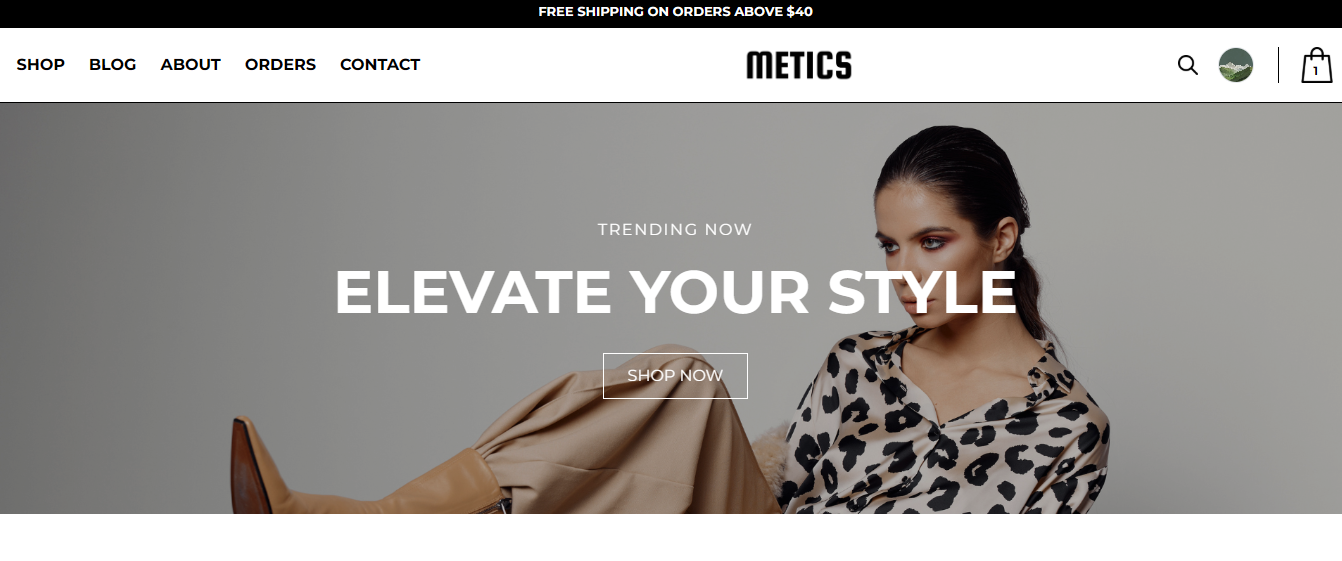 FREE SHIPPING ON ORDERS ABOVE $40
SHOP BLOG ABOUT ORDERS CONTACT
METICS
1
TRENDING NOW
ELEVATE YOUR STYLE
SHOP NOW